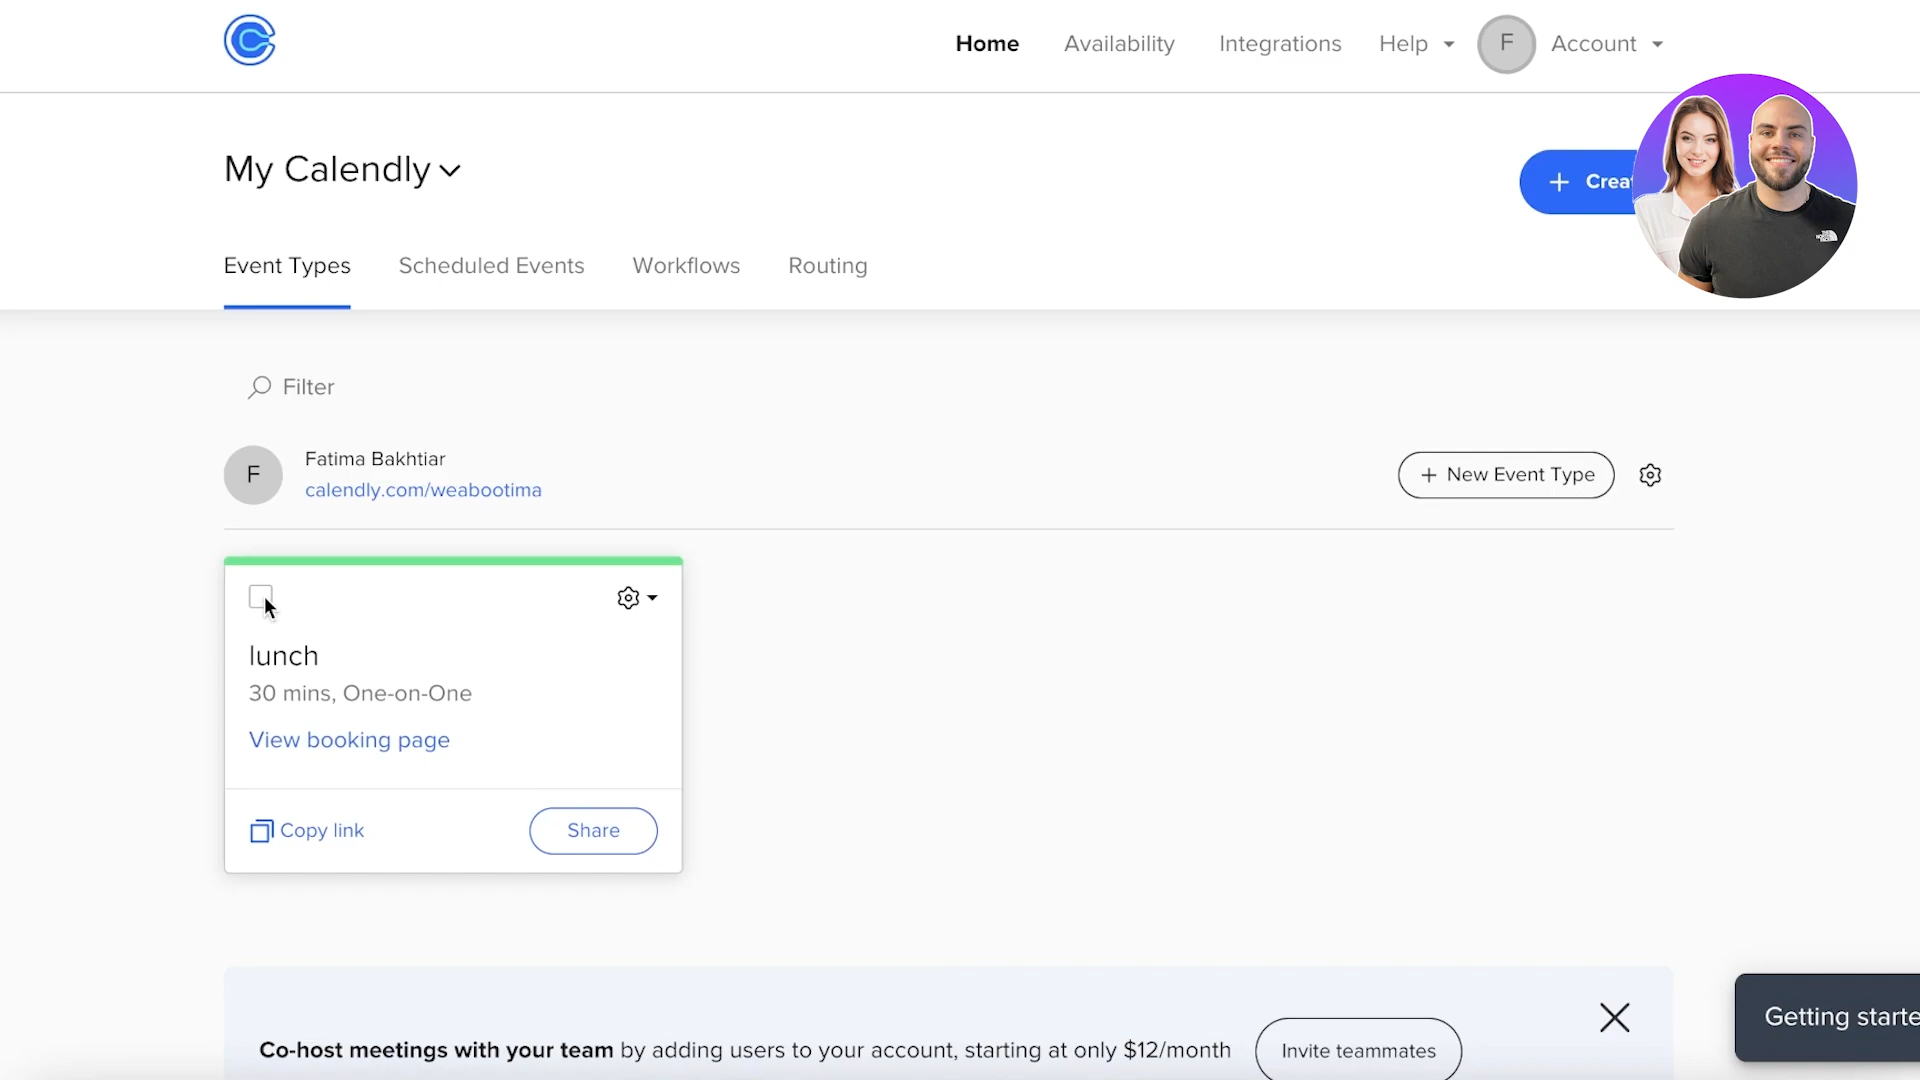 Home Availability Integrations Help F Account
My Calendly
+ Crea
Event Types Scheduled Events Workflows Routing
Filter
F
Fatima Bakhtiar
calendly.com/weabootima
+ New Event Type
lunch
30 mins, One-on-One
View booking page
Copy link
Share
Co-host meetings with your team by adding users to your account, starting at only $12/month
Invite teammates
Getting starte